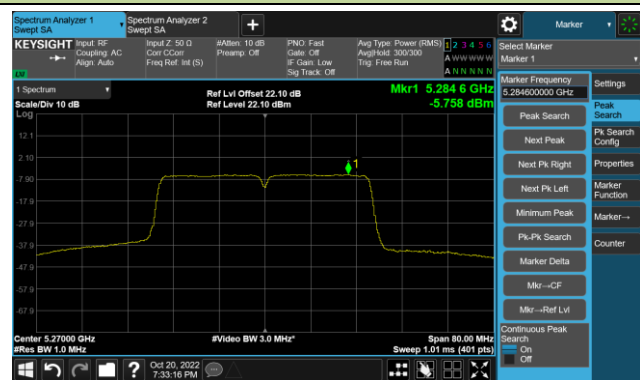 Spectrum Analyzer 1
Swept SA
Spectrum Analyzer 2
Swept SA
+
Marker
KEYSIGHT
Input: RF
Coupling: AC
Align: Auto
Input Z: 50 Ω
Corr CCorr
Freq Ref: Int (S)
#Atten: 10 dB
Preamp: Off
PNO: Fast
Gate: Off
IF Gain: Low
Sig Track: Off
Avg Type: Power (RMS)
Avg|Hold: 300/300
Trig: Free Run
1 2 3 4 5 6
A W W W W W
A N N N N N
Select Marker
Marker 1
1 Spectrum
Scale/Div 10 dB
Log
Ref Lvl Offset 22.10 dB
Ref Level 22.10 dBm
Mkr1 5.284 6 GHz
-5.758 dBm
12.1
2.10
-7.90
-17.9
-27.9
-37.9
-47.9
-57.9
-67.9
1
Center 5.27000 GHz
#Res BW 1.0 MHz
#Video BW 3.0 MHz*
Span 80.00 MHz
Sweep 1.01 ms (401 pts)
Marker Frequency
5.284600000 GHz
Peak Search
Next Peak
Next Pk Right
Next Pk Left
Minimum Peak
Pk-Pk Search
Marker Delta
Mkr→CF
Mkr→Ref Lvl
Continuous Peak
Search
On
Off
Settings
Peak
Search
Pk Search
Config
Properties
Marker
Function
Marker→
Counter
?
Oct 20, 2022
7:33:16 PM